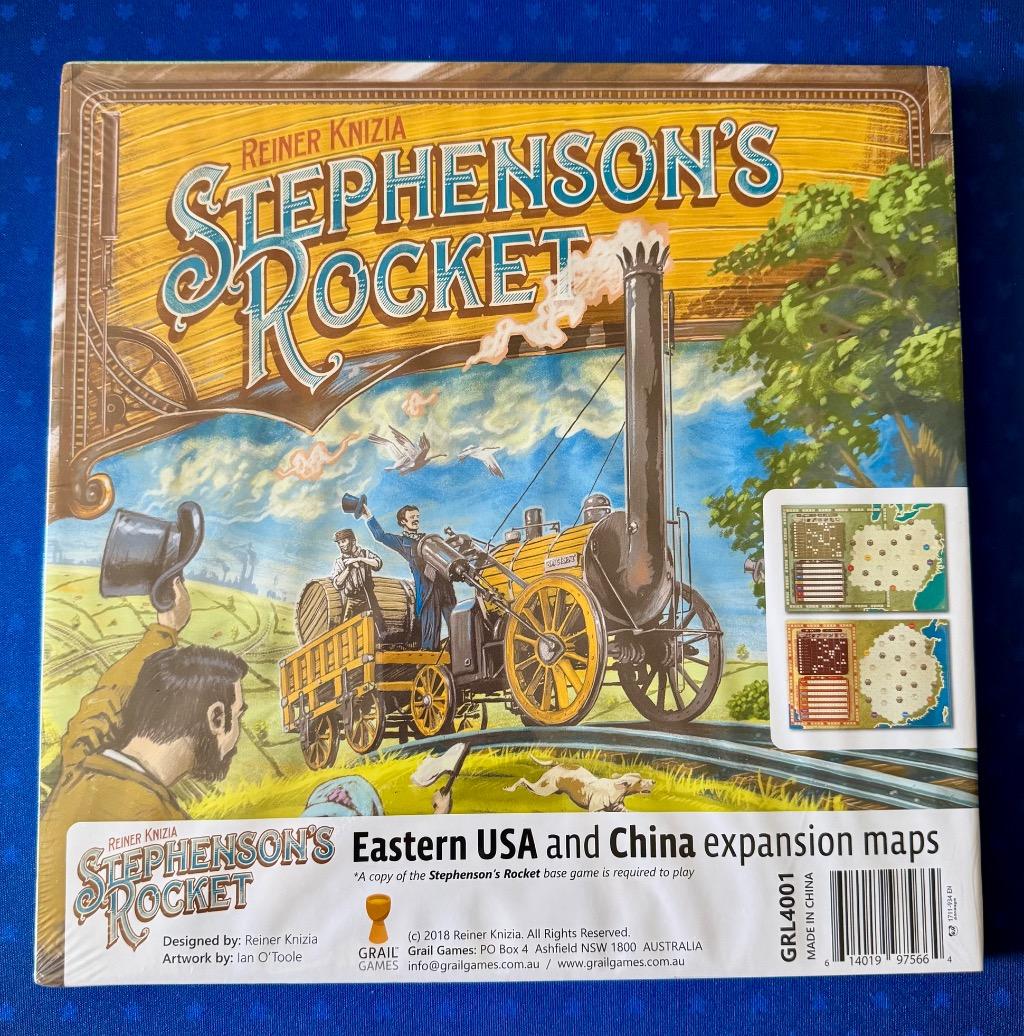 REINER KNIZIA
STEPHENSON'S
ROCKET
REINER KNIZIA
STEPHENSON'S
ROCKET
Eastern USA and China expansion maps
*A copy of the Stephenson's Rocket base game is required to play
Designed by: Reiner Knizia
Artwork by: Ian O'Toole
GRAIL
GAMES
(c) 2018 Reiner Knizia. All Rights Reserved.
Grail Games: PO Box 4 Ashfield NSW 1800 AUSTRALIA
info@grailgames.com.au / www.grailgames.com.au
GRL4001
MADE IN CHINA
6 14019 97566 4
1711-934 EN